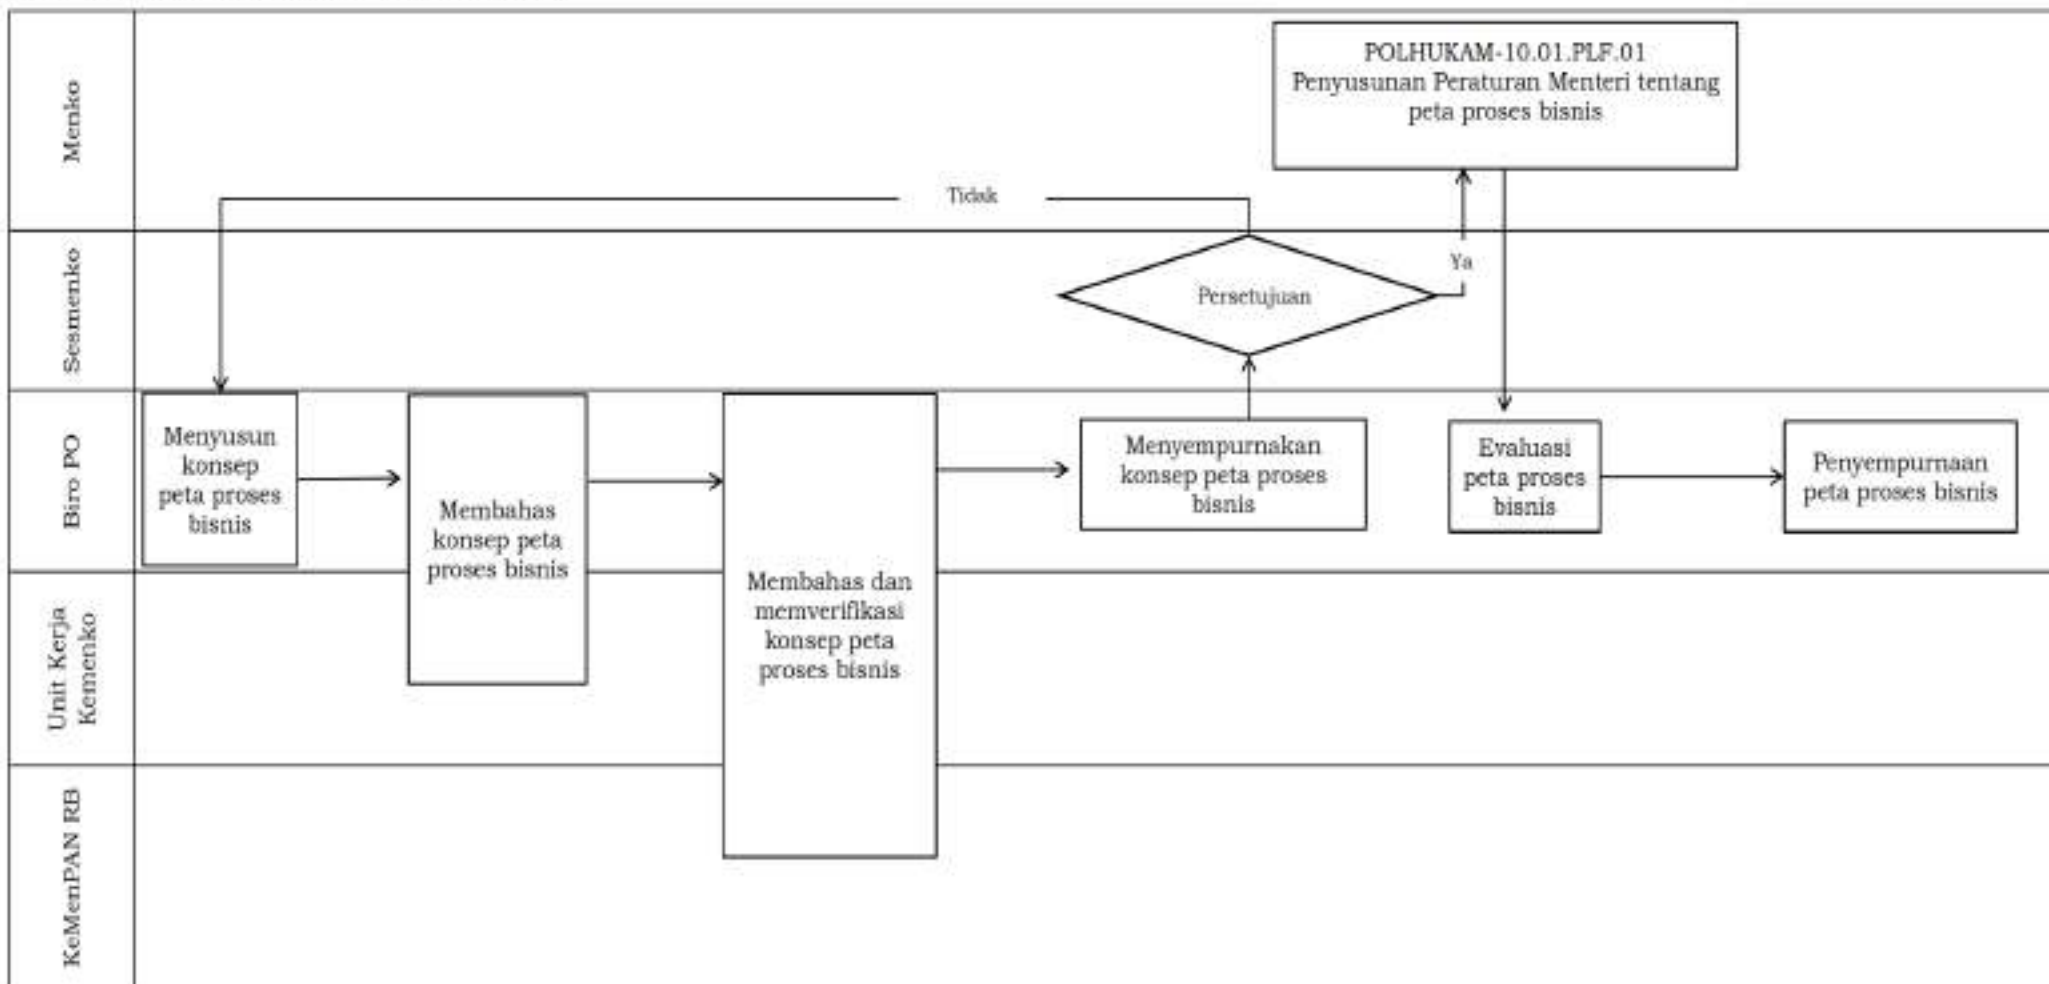 Menko
POLHUKAM-10.01.PLF.01
Penyusunan Peraturan Menteri tentang
peta proses bisnis
Tidak
Sesmenko
Persetujuan
Ya
Biro PO
Menyusun
konsep
peta proses
bisnis
Membahas
konsep peta
proses bisnis
Membahas dan
memverifikasi
konsep peta
proses bisnis
Menyempurnakan
konsep peta proses
bisnis
Evaluasi
peta proses
bisnis
Penyempurnaan
peta proses bisnis
Unit Kerja
Kemenko
KeMenPAN RB